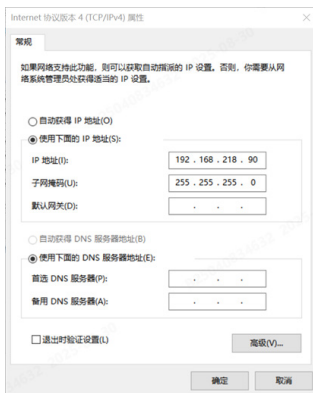 Internet 协议版本 4 (TCP/IPv4) 属性
常规
如果网络支持此功能，则可以获取自动指派的 IP 设置。否则，你需要从网
络系统管理员处获得适当的 IP 设置。
自动获得 IP 地址(O)
使用下面的 IP 地址(S):
IP 地址(I): 192 . 168 . 218 . 90
子网掩码(U): 255 . 255 . 255 . 0
默认网关(D): . . .
自动获得 DNS 服务器地址(B)
使用下面的 DNS 服务器地址(E):
首选 DNS 服务器(P): . . .
备用 DNS 服务器(A): . . .
退出时验证设置(L)
高级(V)...
确定 取消